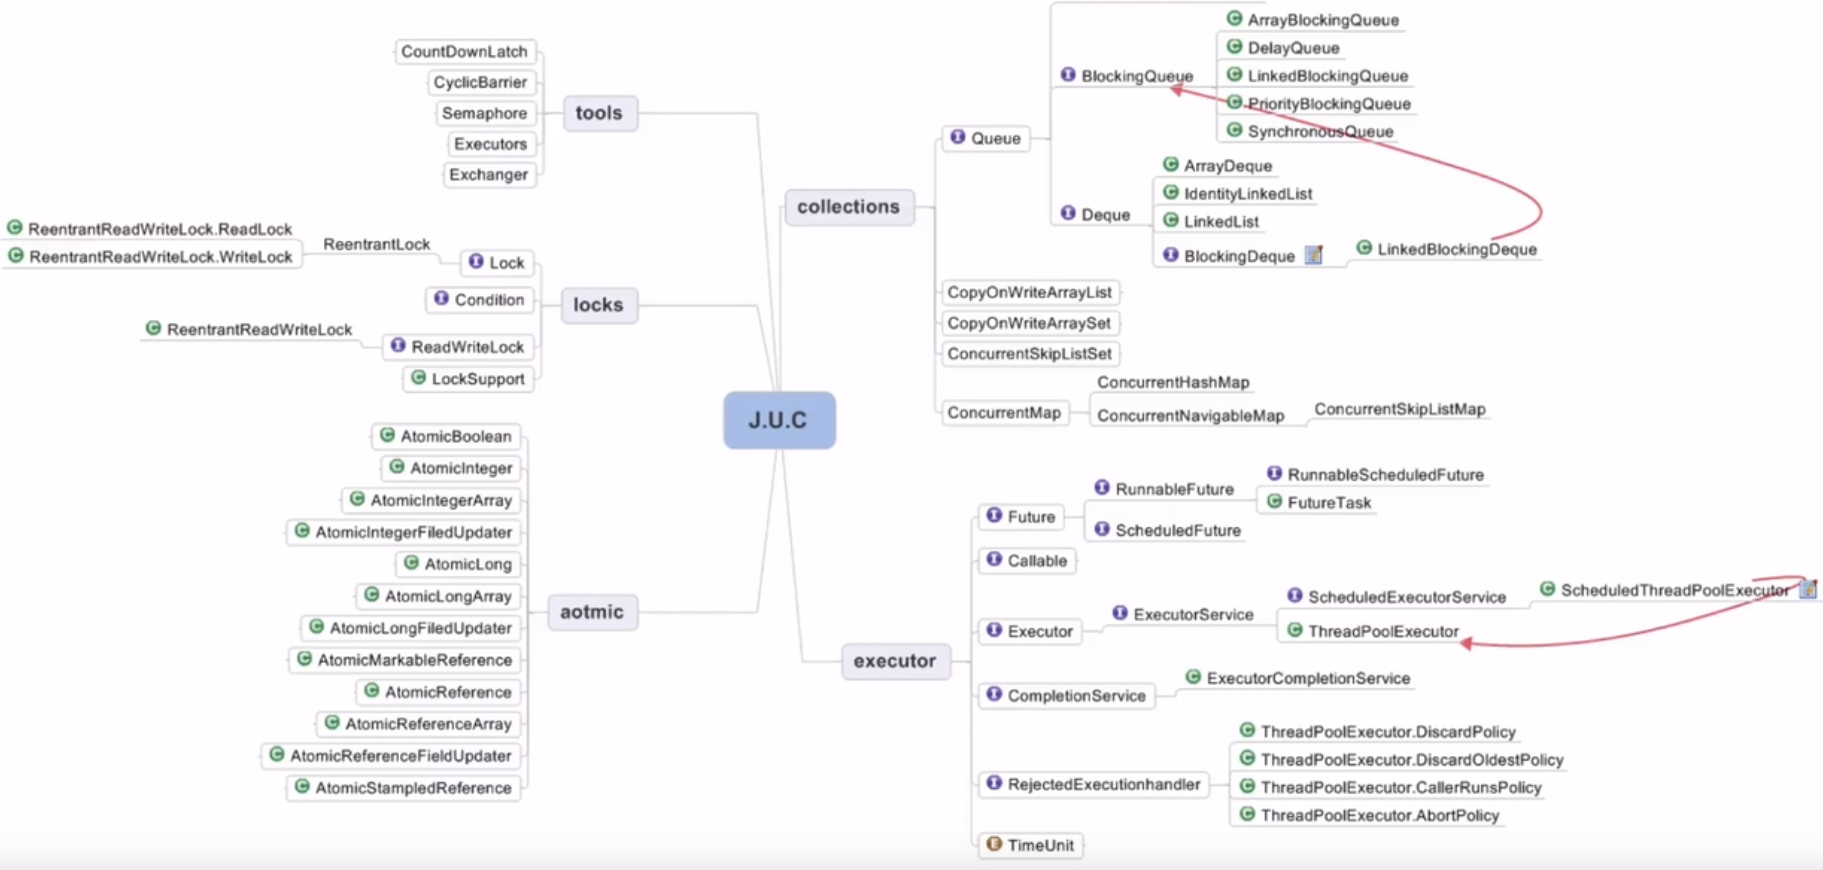 J.U.C
tools
CountDownLatch
CyclicBarrier
Semaphore
Executors
Exchanger
locks
I Lock
ReentrantLock
C ReentrantReadWriteLock.ReadLock
C ReentrantReadWriteLock.WriteLock
I Condition
I ReadWriteLock
C ReentrantReadWriteLock
C LockSupport
aotmic
C AtomicBoolean
C AtomicInteger
C AtomicIntegerArray
C AtomicIntegerFiledUpdater
C AtomicLong
C AtomicLongArray
C AtomicLongFiledUpdater
C AtomicMarkableReference
C AtomicReference
C AtomicReferenceArray
C AtomicReferenceFieldUpdater
C AtomicStampedReference
collections
I Queue
I BlockingQueue
C ArrayBlockingQueue
C DelayQueue
C LinkedBlockingQueue
C PriorityBlockingQueue
C SynchronousQueue
I Deque
C ArrayDeque
C IdentityLinkedList
C LinkedList
I BlockingDeque
C LinkedBlockingDeque
CopyOnWriteArrayList
CopyOnWriteArraySet
ConcurrentSkipListSet
ConcurrentMap
ConcurrentHashMap
ConcurrentNavigableMap
ConcurrentSkipListMap
executor
I Future
I RunnableFuture
I RunnableScheduledFuture
C FutureTask
I ScheduledFuture
I Callable
I Executor
I ExecutorService
I ScheduledExecutorService
C ScheduledThreadPoolExecutor
C ThreadPoolExecutor
I CompletionService
C ExecutorCompletionService
I RejectedExecutionhandler
C ThreadPoolExecutor.DiscardPolicy
C ThreadPoolExecutor.DiscardOldestPolicy
C ThreadPoolExecutor.CallerRunsPolicy
C ThreadPoolExecutor.AbortPolicy
E TimeUnit